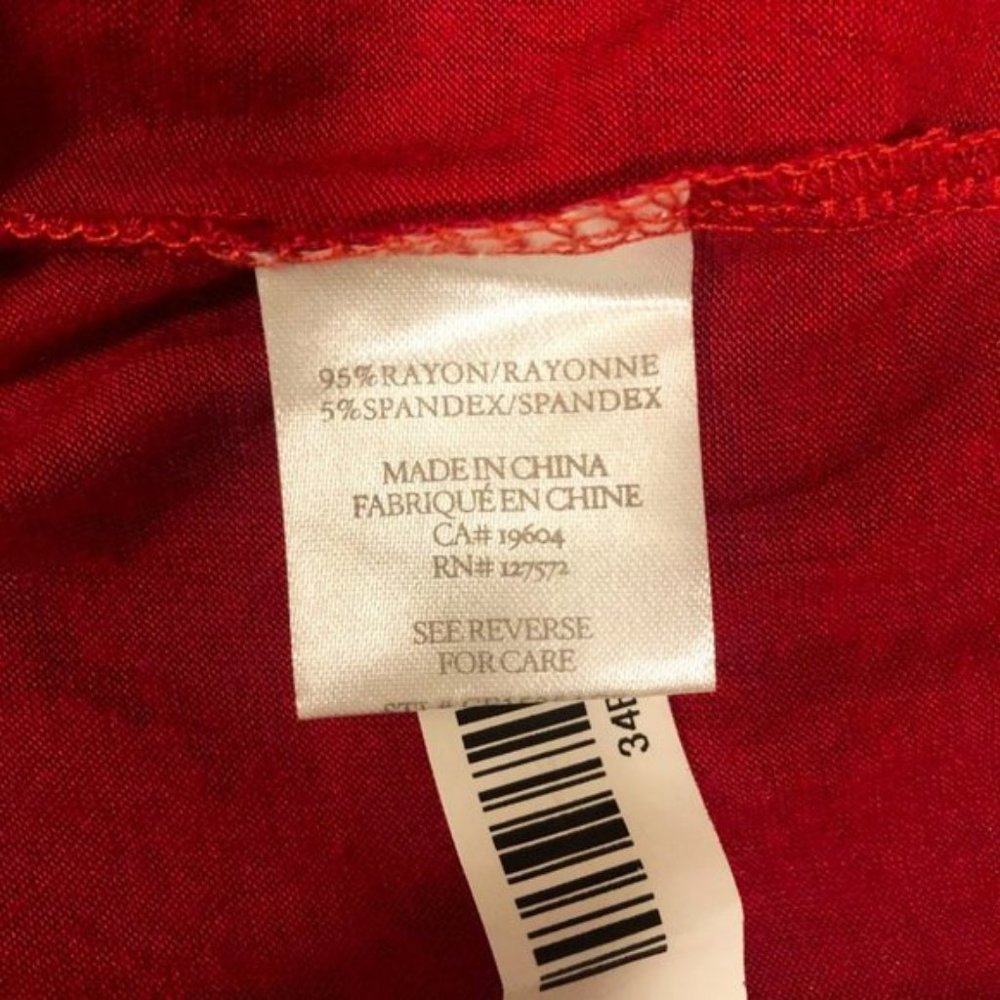 95% RAYON/RAYONNE
5% SPANDEX/SPANDEX
MADE IN CHINA
FABRIQUÉ EN CHINE
CA# 19604
RN# 127572
SEE REVERSE
FOR CARE